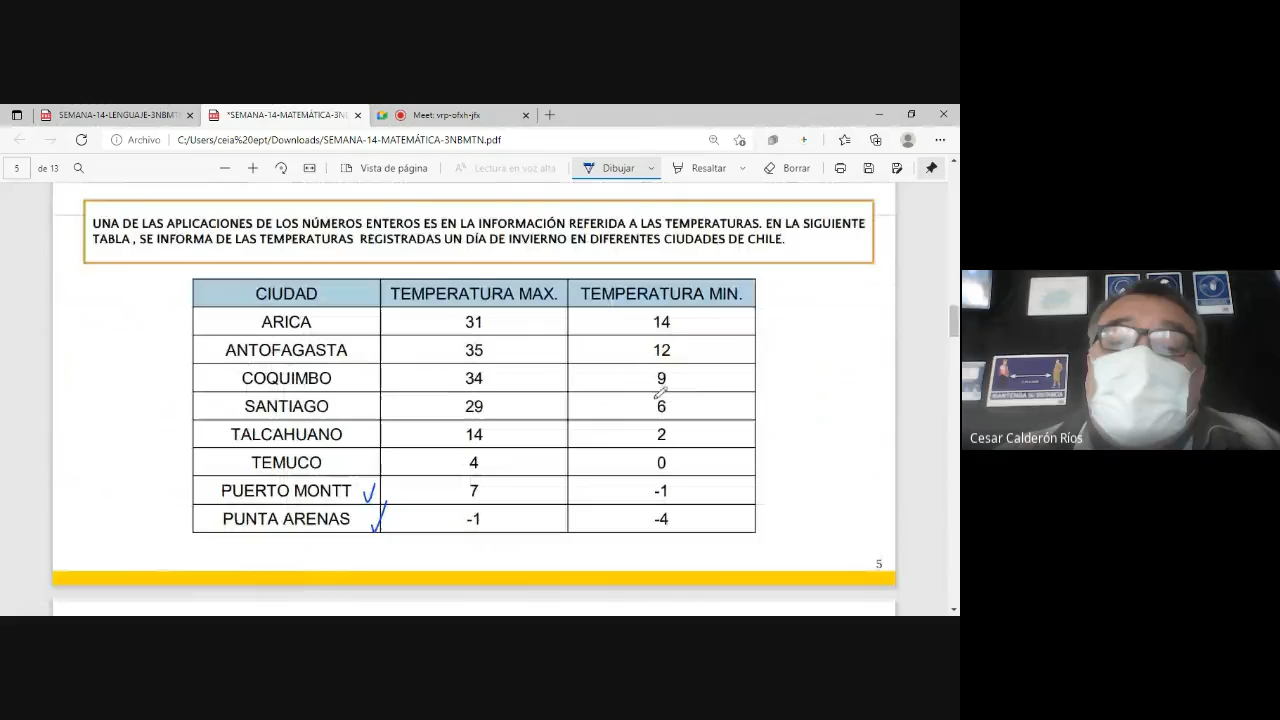 SEMANA-14-LENGUAJE-3NBMT
*SEMANA-14-MATEMÁTICA-3N
Meet: vrp-ofxh-jfx
Archivo
C:/Users/ceia%20ept/Downloads/SEMANA-14-MATEMÁTICA-3NBMTN.pdf
5 de 13
Vista de página
Lectura en voz alta
Dibujar
Resaltar
Borrar
UNA DE LAS APLICACIONES DE LOS NÚMEROS ENTEROS ES EN LA INFORMACIÓN REFERIDA A LAS TEMPERATURAS. EN LA SIGUIENTE
TABLA , SE INFORMA DE LAS TEMPERATURAS REGISTRADAS UN DÍA DE INVIERNO EN DIFERENTES CIUDADES DE CHILE.
CIUDAD TEMPERATURA MAX. TEMPERATURA MIN.
ARICA 31 14
ANTOFAGASTA 35 12
COQUIMBO 34 9
SANTIAGO 29 6
TALCAHUANO 14 2
TEMUCO 4 0
PUERTO MONTT 7 -1
PUNTA ARENAS -1 -4
5
MANTENGA SU DISTANCIA
Cesar Calderón Ríos